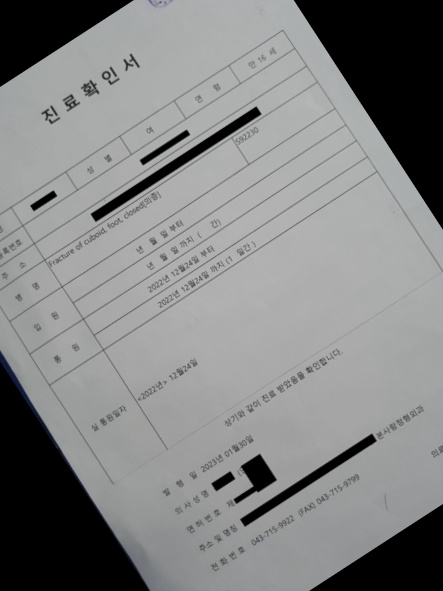 진료확인서
성 별 여 연 령 만 16 세
등록번호
주 소
병 명 Fracture of cuboid, foot, closed(외증) S92230
입 원 년 월 일 부터
년 월 일 까지 ( 간)
통 원 2022년 12월24일 부터
2022년 12월24일 까지 (1 일간 )
실 통원일자 <2022년> 12월24일
상기와 같이 진료 받았음을 확인합니다.
발 행 일 2023년 01월30일
의 사 성 명
면 허 번 호 제
주소 및 명칭 본사랑정형외과
전 화 번 호 043-715-9922 (FAX) 043-715-9799
의료